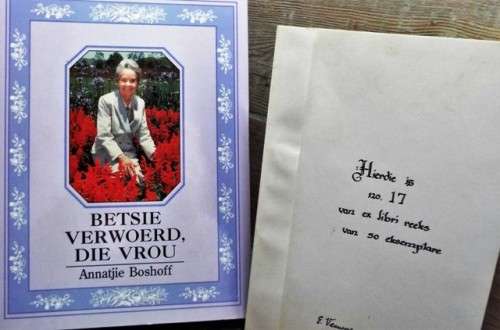 BETSIE
VERWOERD,
DIE VROU
Annatjie Boshoff
Hierdie is
no. 17
van ex libri reeks
van 50 eksemplare